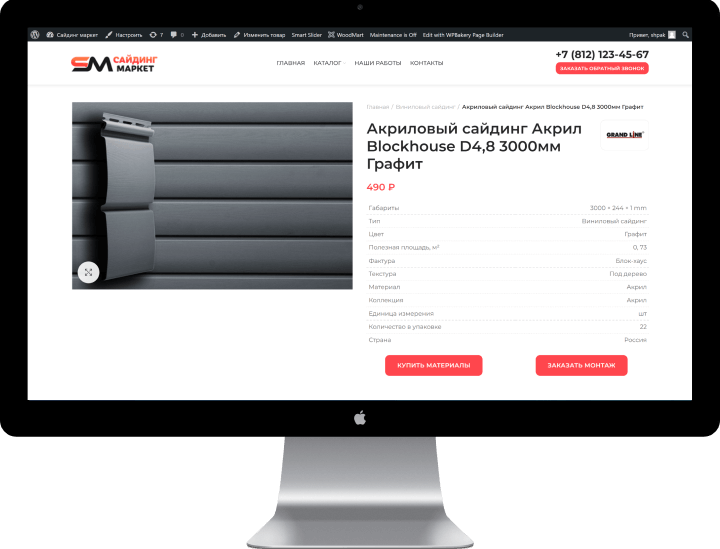 Сайдинг маркет Настроить 7 0 Добавить Изменить товар Smart Slider WoodMart Maintenance is Off Edit with WPBakery Page Builder Привет, shpak
SM САЙДИНГ МАРКЕТ
ГЛАВНАЯ КАТАЛОГ НАШИ РАБОТЫ КОНТАКТЫ
+7 (812) 123-45-67
ЗАКАЗАТЬ ОБРАТНЫЙ ЗВОНОК
Главная / Виниловый сайдинг / Акриловый сайдинг Акрил Blockhouse D4,8 3000мм Графит
Акриловый сайдинг Акрил
Blockhouse D4,8 3000мм
Графит
GRAND LINE
490 ₽
Габариты 3000 × 244 × 1 mm
Тип Виниловый сайдинг
Цвет Графит
Полезная площадь, м² 0, 73
Фактура Блок-хаус
Текстура Под дерево
Материал Акрил
Коллекция Акрил
Единица измерения шт
Количество в упаковке 22
Страна Россия
КУПИТЬ МАТЕРИАЛЫ ЗАКАЗАТЬ МОНТАЖ